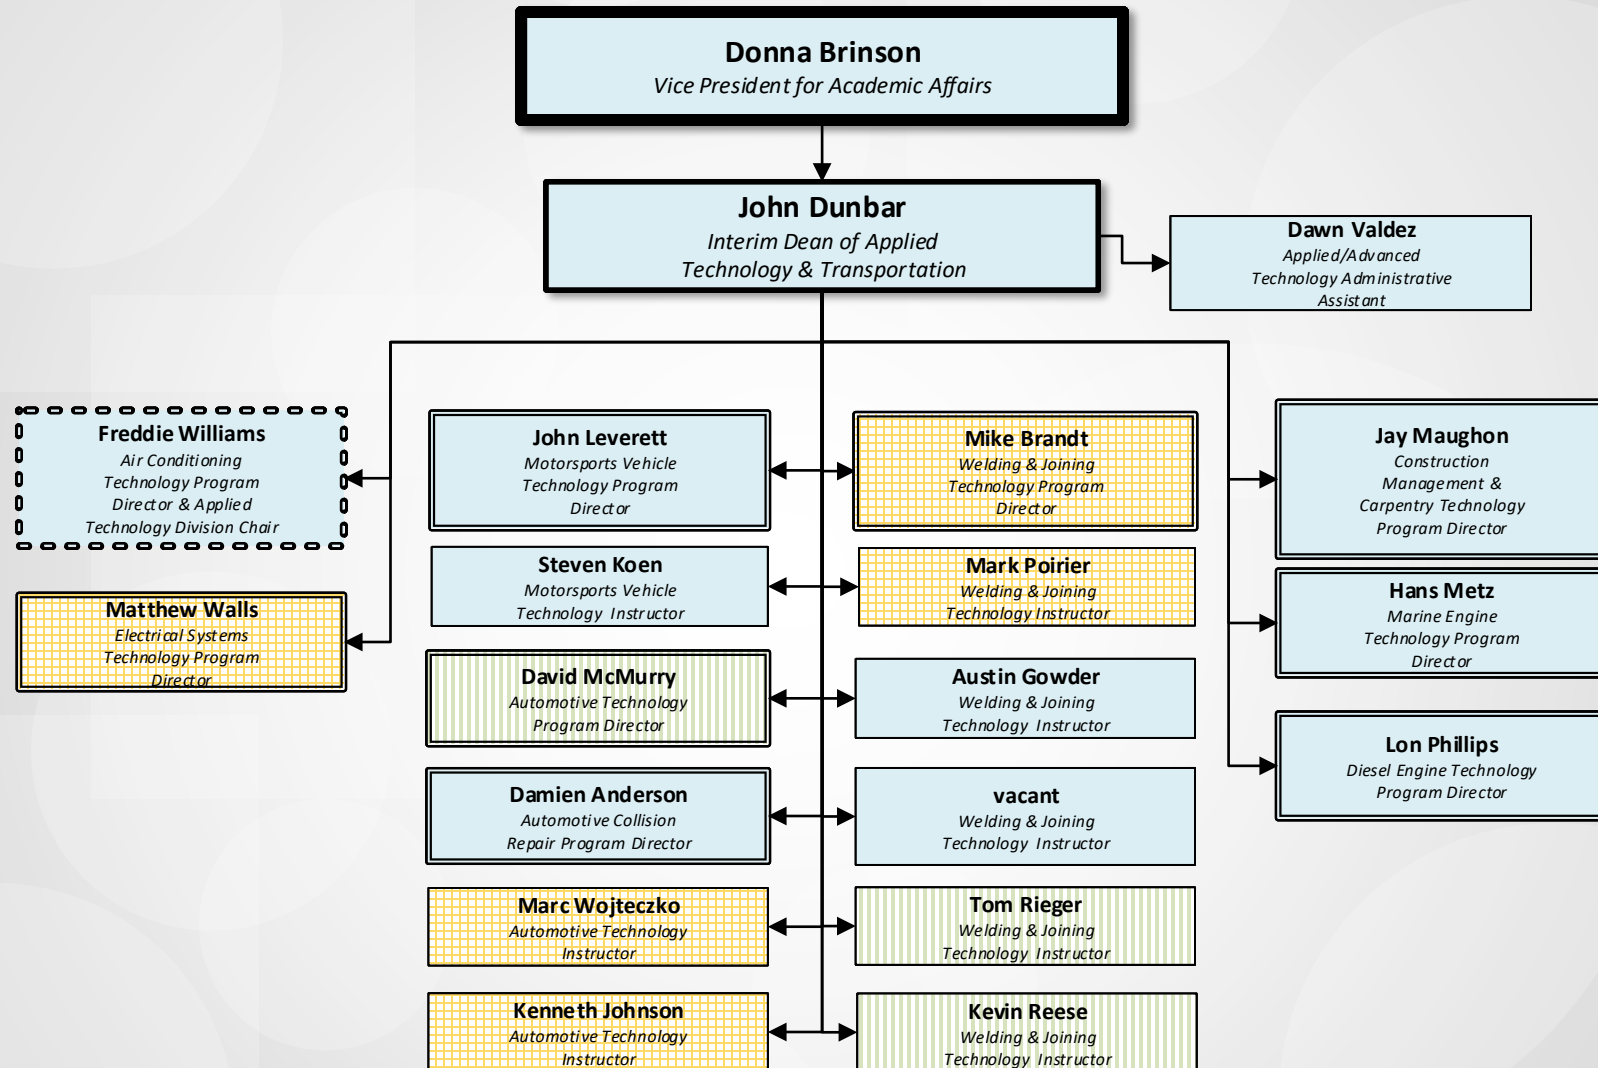 Donna Brinson
Vice President for Academic Affairs
John Dunbar
Interim Dean of Applied
Technology & Transportation
Dawn Valdez
Applied/Advanced
Technology Administrative
Assistant
Freddie Williams
Air Conditioning
Technology Program
Director & Applied
Technology Division Chair
Matthew Walls
Electrical Systems
Technology Program
Director
John Leverett
Motorsports Vehicle
Technology Program
Director
Steven Koen
Motorsports Vehicle
Technology Instructor
David McMurry
Automotive Technology
Program Director
Damien Anderson
Automotive Collision
Repair Program Director
Marc Wojteczko
Automotive Technology
Instructor
Kenneth Johnson
Automotive Technology
Instructor
Mike Brandt
Welding & Joining
Technology Program
Director
Mark Poirier
Welding & Joining
Technology Instructor
Austin Gowder
Welding & Joining
Technology Instructor
vacant
Welding & Joining
Technology Instructor
Tom Rieger
Welding & Joining
Technology Instructor
Kevin Reese
Welding & Joining
Technology Instructor
Jay Maughon
Construction
Management &
Carpentry Technology
Program Director
Hans Metz
Marine Engine
Technology Program
Director
Lon Phillips
Diesel Engine Technology
Program Director